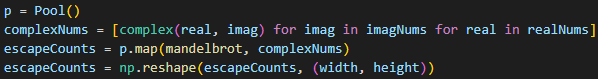 p = Pool()
complexNums = [complex(real, imag) for imag in imagNums for real in realNums]
escapeCounts = p.map(mandelbrot, complexNums)
escapeCounts = np.reshape(escapeCounts, (width, height))